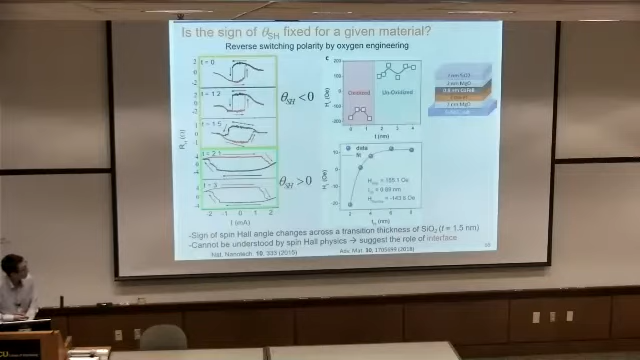 Is the sign of θSH fixed for a given material?
Reverse switching polarity by oxygen engineering
t = 0
t = 1.2
t = 1.5
t = 3
I (mA)
θSH<0
θSH>0
c
Oxidized
Un-Oxidized
t (nm)
data
fit
-Sign of spin Hall angle changes across a transition thickness of SiO2 (t = 1.5 nm)
-Cannot be understood by spin Hall physics → suggest the role of interface
Nat. Nanotech. 10, 333 (2015)
Adv. Mat. 30, 1705699 (2018)